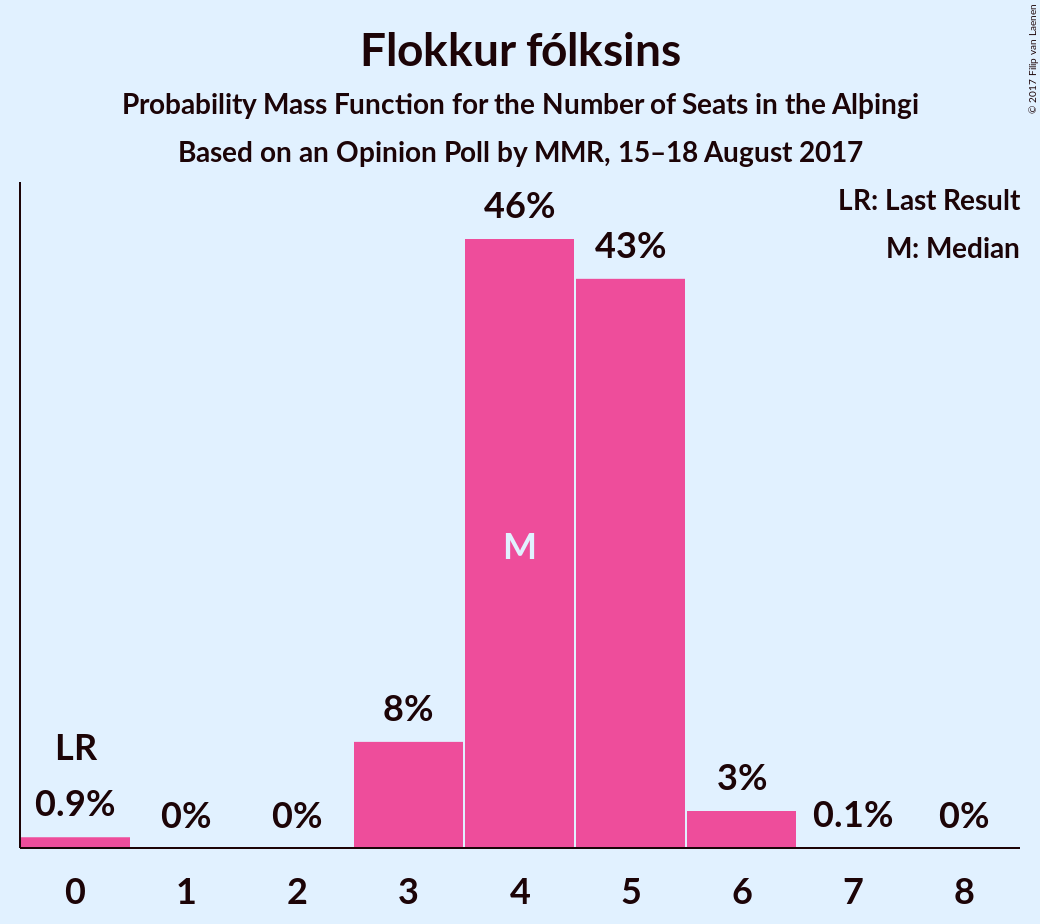 Flokkur fólksins
Probability Mass Function for the Number of Seats in the Alþingi
Based on an Opinion Poll by MMR, 15–18 August 2017
© 2017 Filip van Laenen
LR: Last Result
M: Median
46%
43%
M
8%
LR
0.9%
0%
0%
3%
0.1%
0%
0 1 2 3 4 5 6 7 8